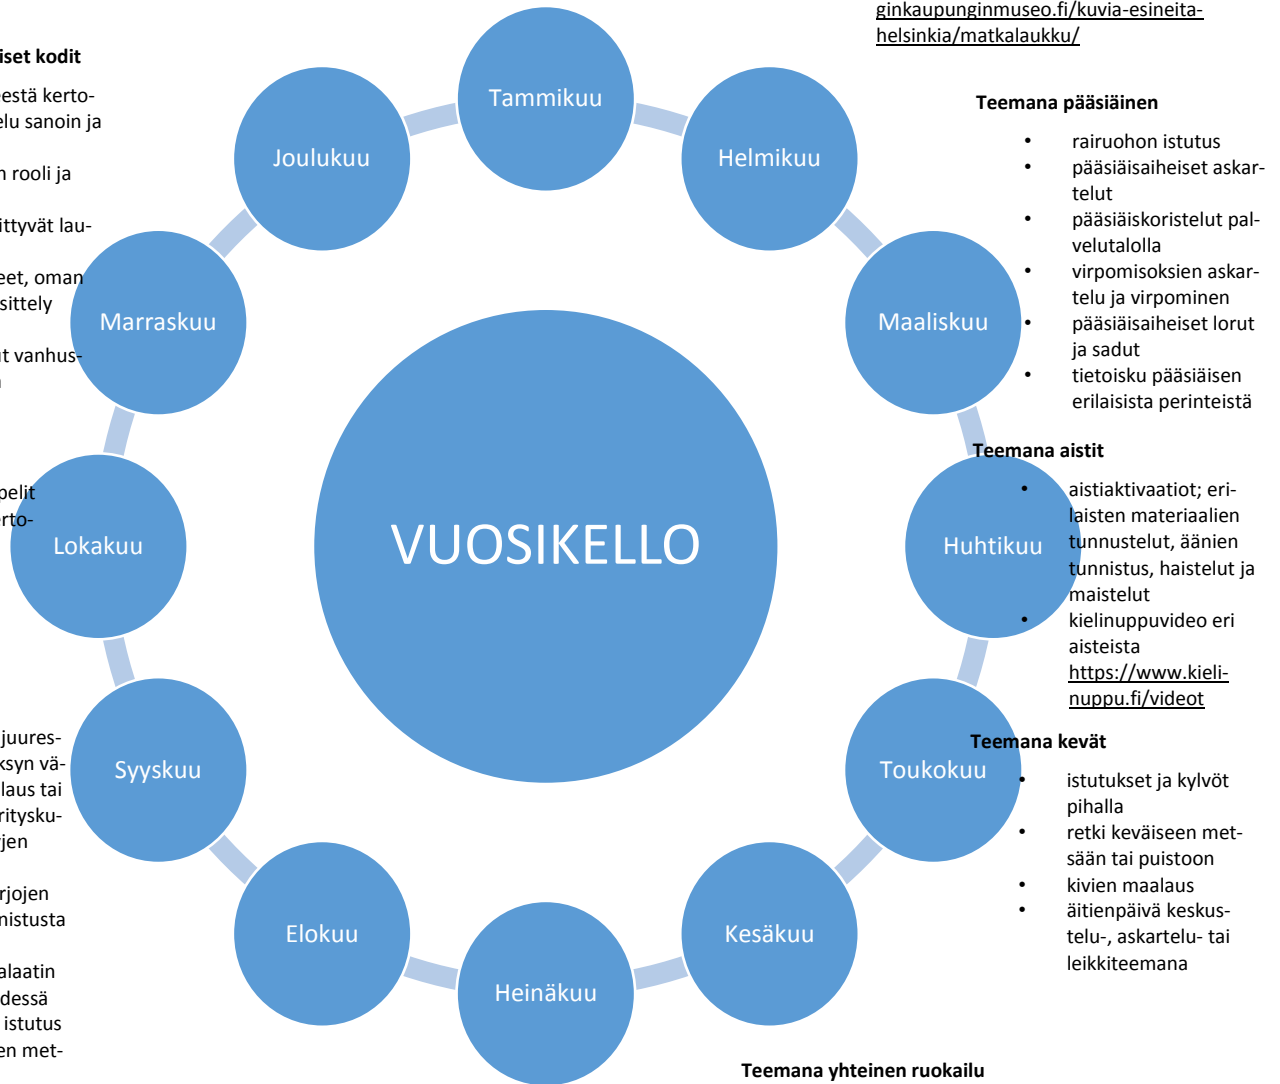 ginkaupunginmuseo.fi/kuvia-esineita-
helsinkia/matkalaukku/
iset kodit
eestä kerto-
elu sanoin ja
n rooli ja
ittyvät lau-
eet, oman
sittely
ut vanhus-
pelit
erto-
juures-
ksyn vä-
laus tai
erityisku-
jen
rjojen
nistusta
alaatin
dessä
istutus
en met-
Tammikuu
Helmikuu
Maaliskuu
Huhtikuu
Toukokuu
Kesäkuu
Heinäkuu
Elokuu
Syyskuu
Lokakuu
Marraskuu
Joulukuu
VUOSIKELLO
Teemana pääsiäinen
• rairuohon istutus
• pääsiäisaiheiset askar-
telut
• pääsiäiskoristelut pal-
velutalolla
• virpomisoksien askar-
telu ja virpominen
• pääsiäisaiheiset lorut
ja sadut
• tietoisku pääsiäisen
erilaisista perinteistä
Teemana aistit
• aistiaktivaatiot; eri-
laisten materiaalien
tunnustelut, äänien
tunnistus, haistelut ja
maistelut
• kielinuppuvideo eri
aisteista
https://www.kieli-
nuppu.fi/videot
Teemana kevät
• istutukset ja kylvöt
pihalla
• retki keväiseen met-
sään tai puistoon
• kivien maalaus
• äitienpäivä keskus-
telu-, askartelu- tai
leikkiteemana
Teemana yhteinen ruokailu